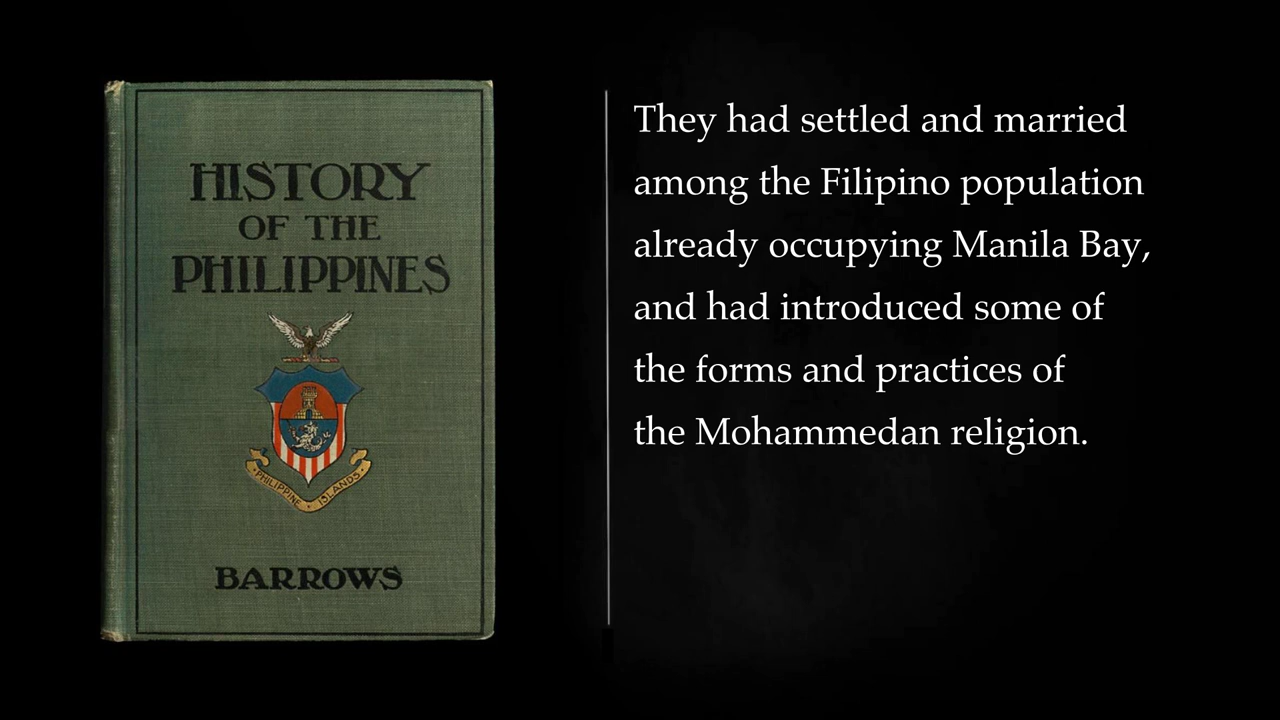 HISTORY
OF THE
PHILIPPINES
PHILIPPINE ISLANDS
BARROWS
They had settled and married
among the Filipino population
already occupying Manila Bay,
and had introduced some of
the forms and practices of
the Mohammedan religion.